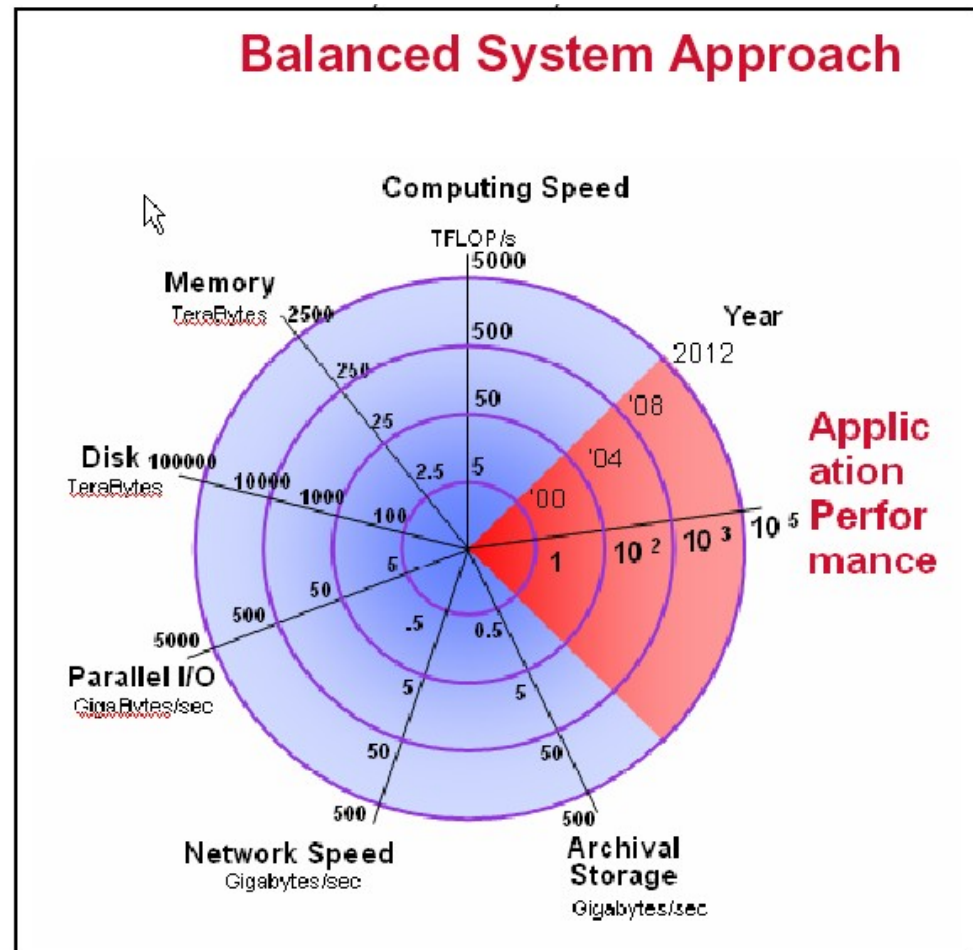 Balanced System Approach
Computing Speed
TFLOP/s
5000
500
50
5
Memory
TeraBytes
2500
250
25
2.5
Disk
TeraBytes
100000
10000
1000
100
Parallel I/O
GigaBytes/sec
5000
500
50
5
Network Speed
Gigabytes/sec
500
50
5
.5
Archival
Storage
Gigabytes/sec
500
50
5
0.5
Year
2012
'08
'04
'00
1
10 2
10 3
10 5
Applic
ation
Perfor
mance